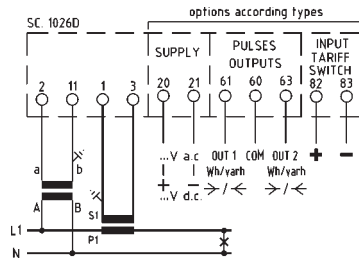 options according types
SC. 1026D
SUPPLY
PULSES
OUTPUTS
INPUT
TARIFF
SWITCH
2 11 1 3 20 21 61 60 63 82 83
a b
...V a.c OUT 1 COM OUT 2 + -
Wh/varh Wh/varh
+ -
...V d.c.
A B
S1
L1 P1
N